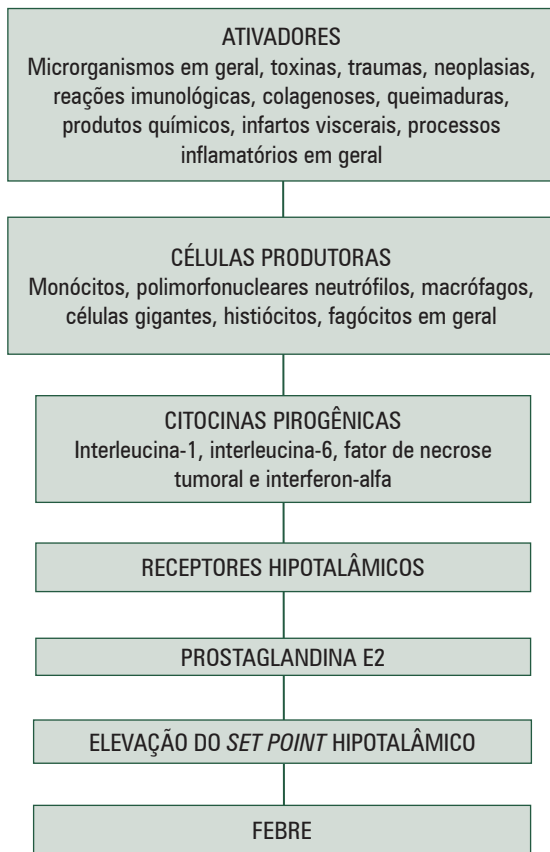 ATIVADORES
Microrganismos em geral, toxinas, traumas, neoplasias,
reações imunológicas, colagenoses, queimaduras,
produtos químicos, infartos viscerais, processos
inflamatórios em geral
CÉLULAS PRODUTORAS
Monócitos, polimorfonucleares neutrófilos, macrófagos,
células gigantes, histiócitos, fagócitos em geral
CITOCINAS PIROGÊNICAS
Interleucina-1, interleucina-6, fator de necrose
tumoral e interferon-alfa
RECEPTORES HIPOTALÂMICOS
PROSTAGLANDINA E2
ELEVAÇÃO DO SET POINT HIPOTALÂMICO
FEBRE